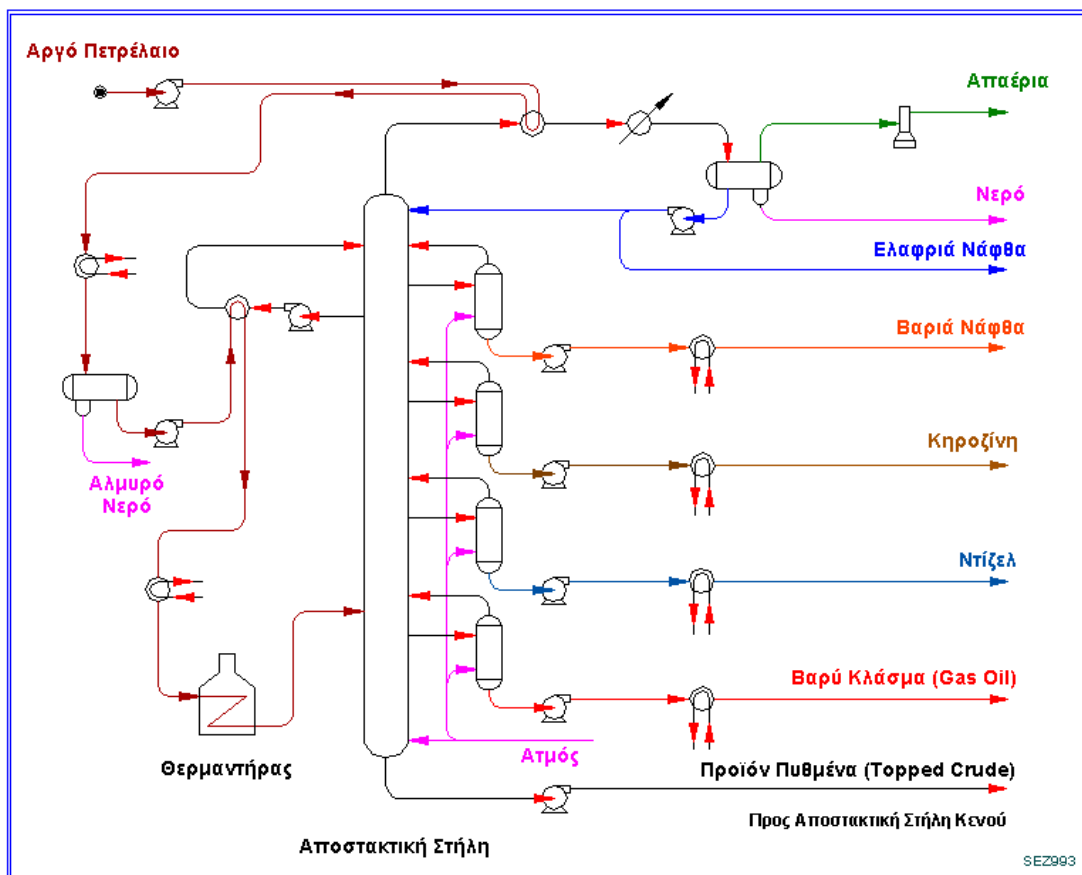 Αργό Πετρέλαιο
Απαέρια
Νερό
Ελαφριά Νάφθα
Βαριά Νάφθα
Κηροζίνη
Αλμυρό
Νερό
Ντίζελ
Βαρύ Κλάσμα (Gas Oil)
Ατμός
Θερμαντήρας
Προϊόν Πυθμένα (Topped Crude)
Προς Αποστακτική Στήλη Κενού
Αποστακτική Στήλη
SEZ993